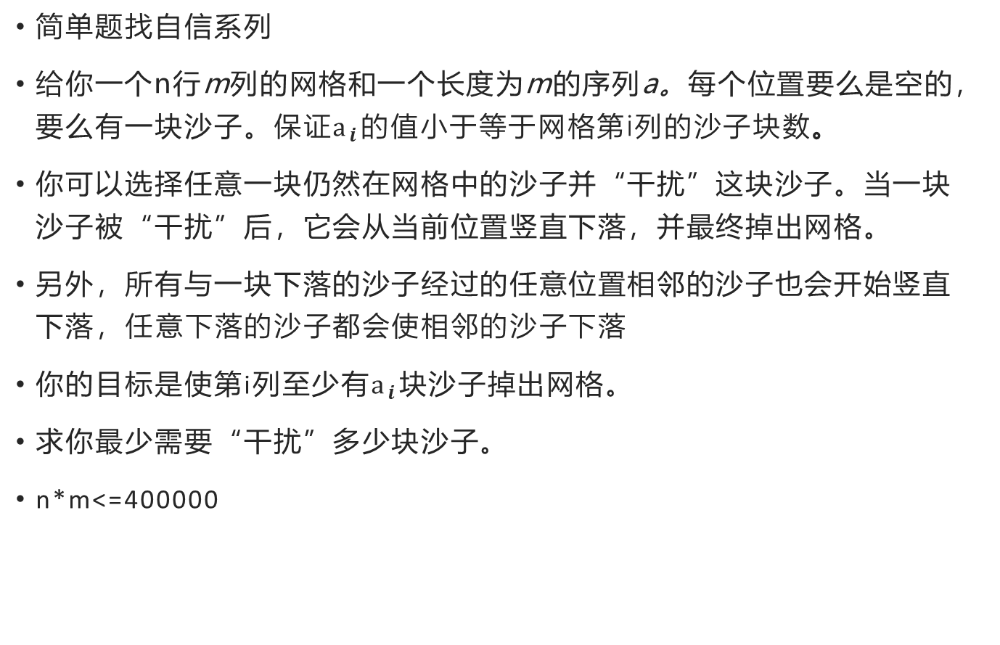 • 简单题找自信系列
• 给你一个n行m列的网格和一个长度为m的序列a。每个位置要么是空的,
要么有一块沙子。保证aᵢ的值小于等于网格第i列的沙子块数。
• 你可以选择任意一块仍然在网格中的沙子并“干扰”这块沙子。当一块
沙子被“干扰”后，它会从当前位置竖直下落，并最终掉出网格。
• 另外，所有与一块下落的沙子经过的任意位置相邻的沙子也会开始竖直
下落，任意下落的沙子都会使相邻的沙子下落
• 你的目标是使第i列至少有aᵢ块沙子掉出网格。
• 求你最少需要“干扰”多少块沙子。
• n*m<=400000